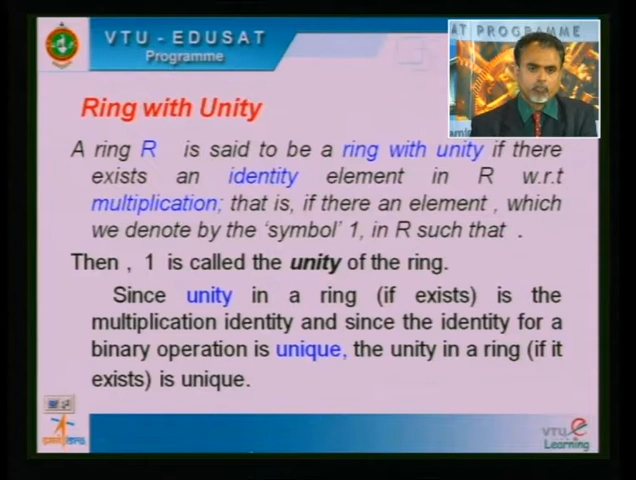 VTU - EDUSAT
Programme
AT PROGRAMME
Ring with Unity
A ring R is said to be a ring with unity if there
exists an identity element in R w.r.t
multiplication; that is, if there an element , which
we denote by the 'symbol' 1, in R such that .
Then , 1 is called the unity of the ring.
Since unity in a ring (if exists) is the
multiplication identity and since the identity for a
binary operation is unique, the unity in a ring (if it
exists) is unique.
VTU e
Learning